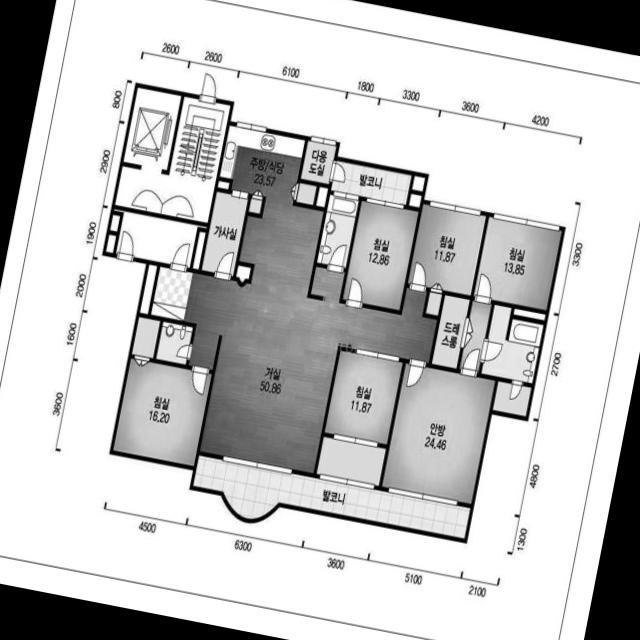 2600
2600
6100
1800
3300
3600
4200
800
2900
1900
2000
1600
3800
3300
2700
4800
1300
주방/식당
23.57
다용
도실
발코니
가사실
침실
12.86
침실
11.87
침실
13.85
드레
스룸
거실
50.86
침실
16.20
침실
11.87
안방
24.46
발코니
4500
6300
3600
5100
2100